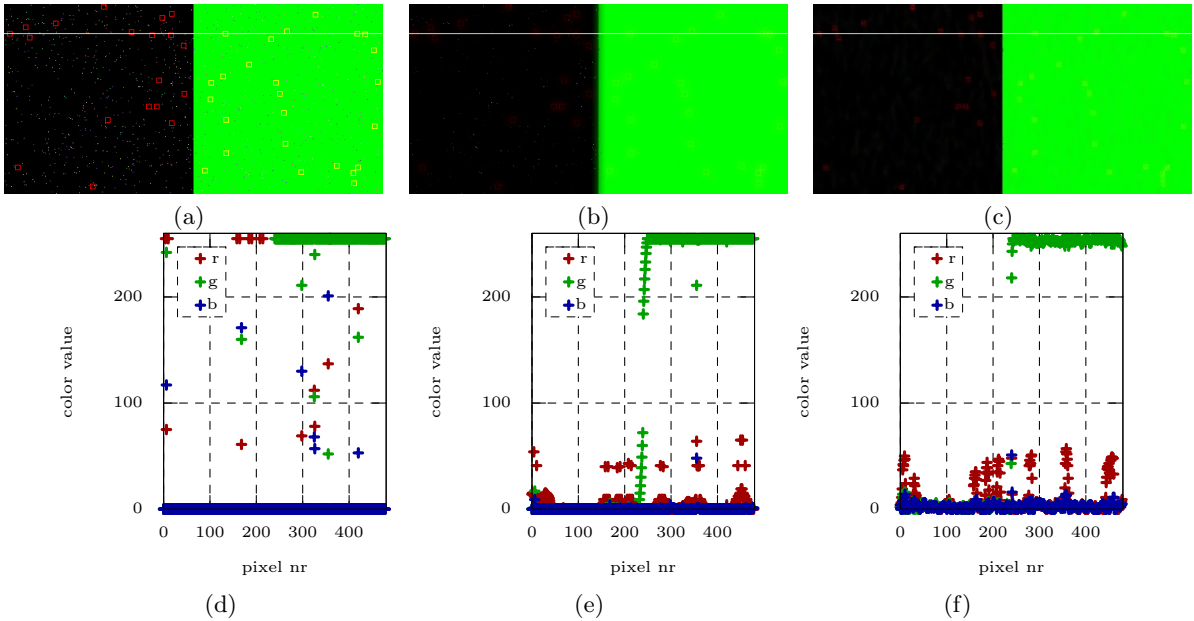 (a) (b) (c)
r r r
g g g
200 b 200 b 200 b
color value color value color value
100 100 100
0 0 0
0 100 200 300 400 0 100 200 300 400 0 100 200 300 400
pixel nr pixel nr pixel nr
(d) (e) (f)